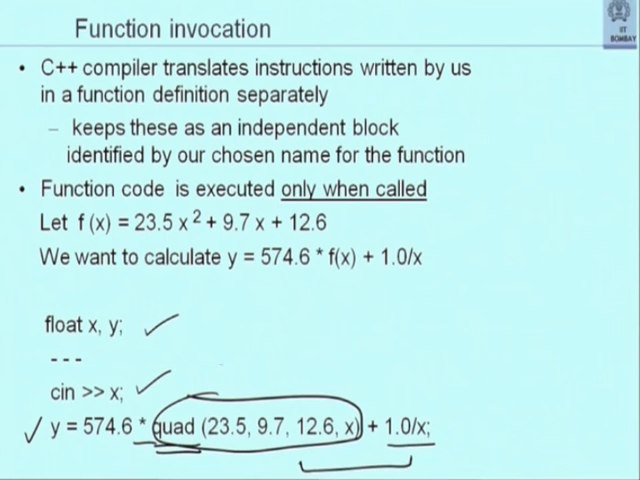 Function invocation
IIT
BOMBAY
• C++ compiler translates instructions written by us
in a function definition separately
– keeps these as an independent block
identified by our chosen name for the function
• Function code is executed only when called
Let f (x) = 23.5 x² + 9.7 x + 12.6
We want to calculate y = 574.6 * f(x) + 1.0/x
float x, y;
- - -
cin >> x;
y = 574.6 * quad (23.5, 9.7, 12.6, x) + 1.0/x;